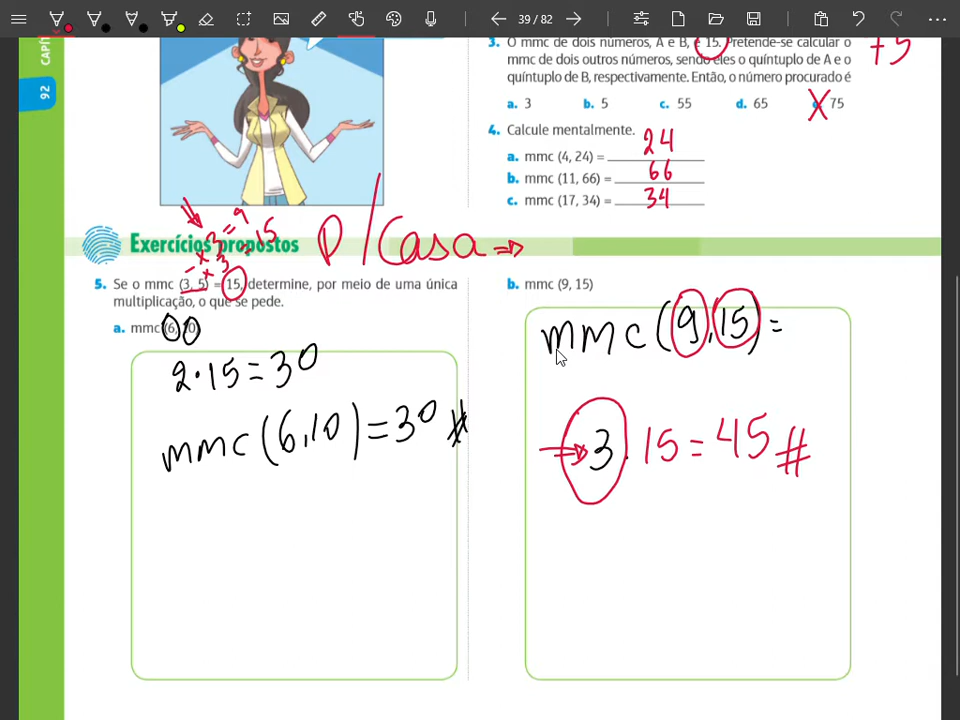 39 / 82
CAPÍ
92
3. O mmc de dois números, A e B, é 15. Pretende-se calcular o
mmc de dois outros números, sendo eles o quíntuplo de A e o
quíntuplo de B, respectivamente. Então, o número procurado é
a. 3 b. 5 c. 55 d. 65 X 75
4. Calcule mentalmente.
a. mmc (4, 24) = 24
b. mmc (11, 66) = 66
c. mmc (17, 34) = 34
Exercícios propostos
P/Casa ⇒
×3=9
×3=15
5. Se o mmc (3, 5) = 15, determine, por meio de uma única
multiplicação, o que se pede.
a. mmc (6, 10)
2·15=30
mmc (6,10)=30 #
b. mmc (9, 15)
mmc (9,15)=
→ 3·15=45 #